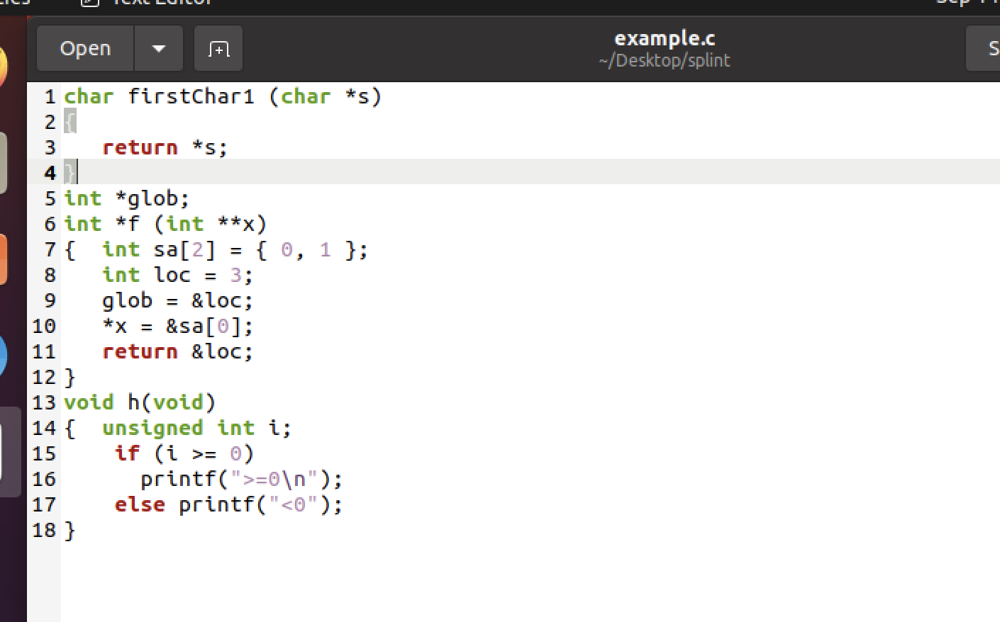 Text Editor
Open
example.c
~/Desktop/splint
1 char firstChar1 (char *s)
2 {
3    return *s;
4 }
5 int *glob;
6 int *f (int **x)
7 {  int sa[2] = { 0, 1 };
8    int loc = 3;
9    glob = &loc;
10    *x = &sa[0];
11    return &loc;
12 }
13 void h(void)
14 {  unsigned int i;
15     if (i >= 0)
16       printf(">=0\n");
17     else printf("<0");
18 }